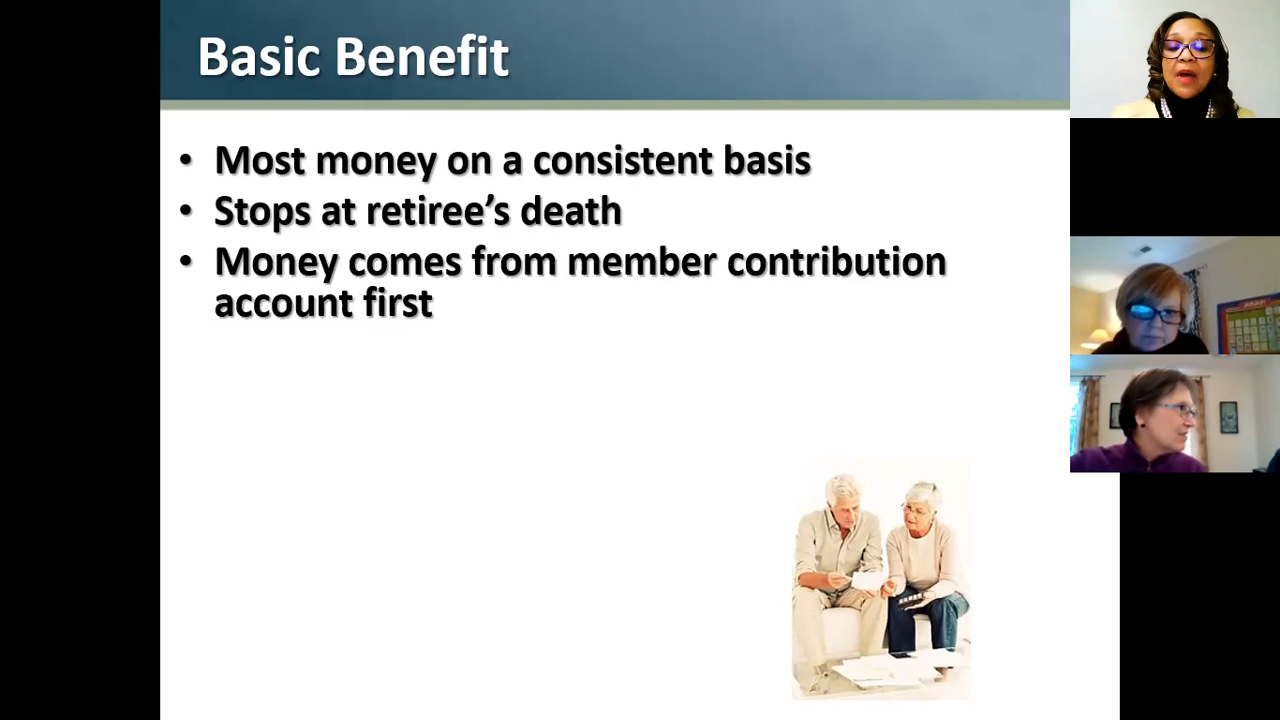 Basic Benefit
• Most money on a consistent basis
• Stops at retiree’s death
• Money comes from member contribution
account first